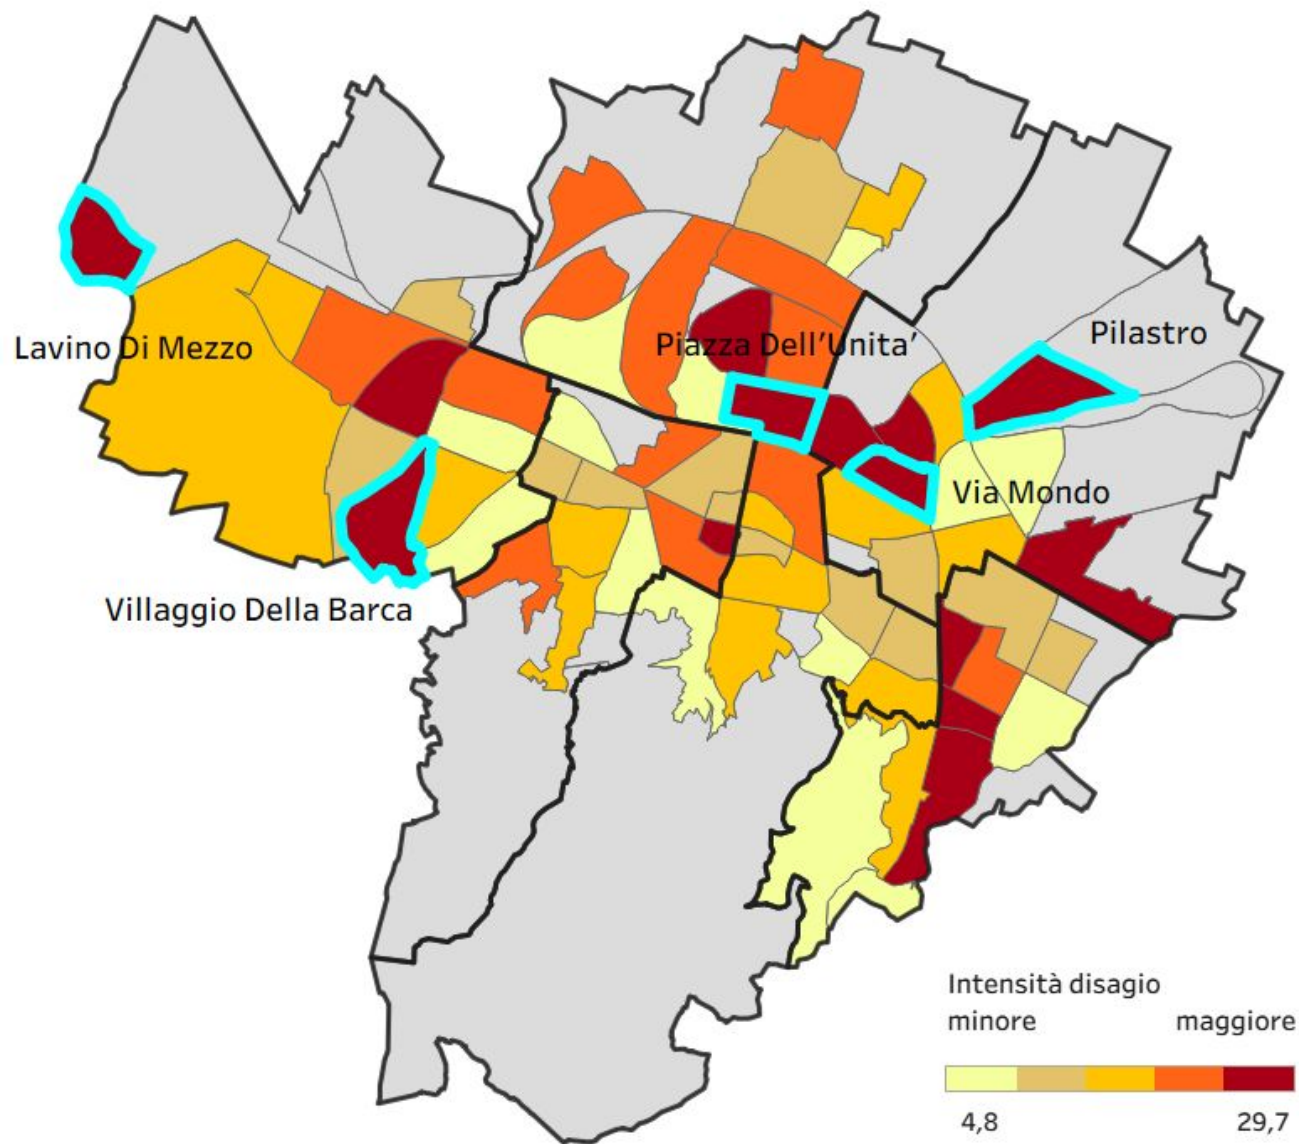 Pilastro
Piazza Dell'Unita'
Lavino Di Mezzo
Via Mondo
Villaggio Della Barca
Intensità disagio
minore maggiore
4,8 29,7